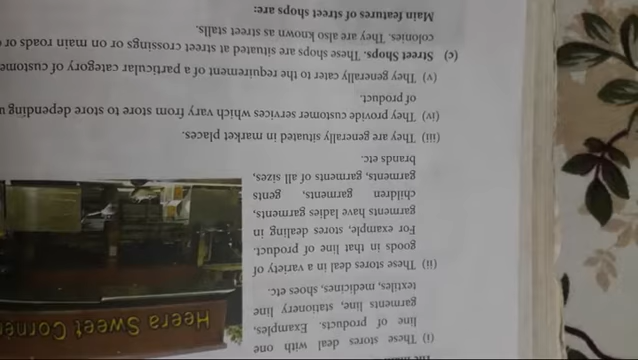 (i) These stores deal with one
line of products. Examples,
garments line, stationery line
textiles, medicines, shoes etc.
(ii) These stores deal in a variety of
goods in that line of product.
For example, stores dealing in
garments have ladies garments,
children garments, gents
garments, garments of all sizes,
brands etc.
Heera Sweet Corner
(iii) They are generally situated in market places.
(iv) They provide customer services which vary from store to store depending
of product.
(v) They generally cater to the requirement of a particular category of
(c) Street Shops. These shops are situated at street crossings or on main roads or
colonies. They are also known as street stalls.
Main features of street shops are: